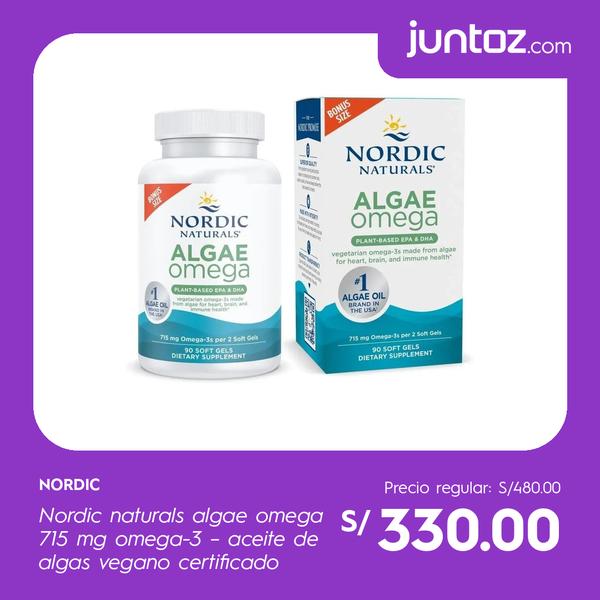 juntoz.com
BONUS SIZE
NORDIC
NATURALS®
ALGAE
omega
PLANT-BASED EPA & DHA
vegetarian omega-3s made
from algae for heart, brain, and
immune health*
#1
ALGAE OIL
BRAND IN
THE USA
715 mg Omega-3s per 2 Soft Gels
90 SOFT GELS
DIETARY SUPPLEMENT
BONUS SIZE
NORDIC
NATURALS®
ALGAE
omega
PLANT-BASED EPA & DHA
vegetarian omega-3s made from algae
for heart, brain, and immune health*
#1
ALGAE OIL
BRAND IN
THE USA
715 mg Omega-3s per 2 Soft Gels
90 SOFT GELS
DIETARY SUPPLEMENT
NORDIC
Nordic naturals algae omega
715 mg omega-3 - aceite de
algas vegano certificado
Precio regular: S/480.00
S/ 330.00